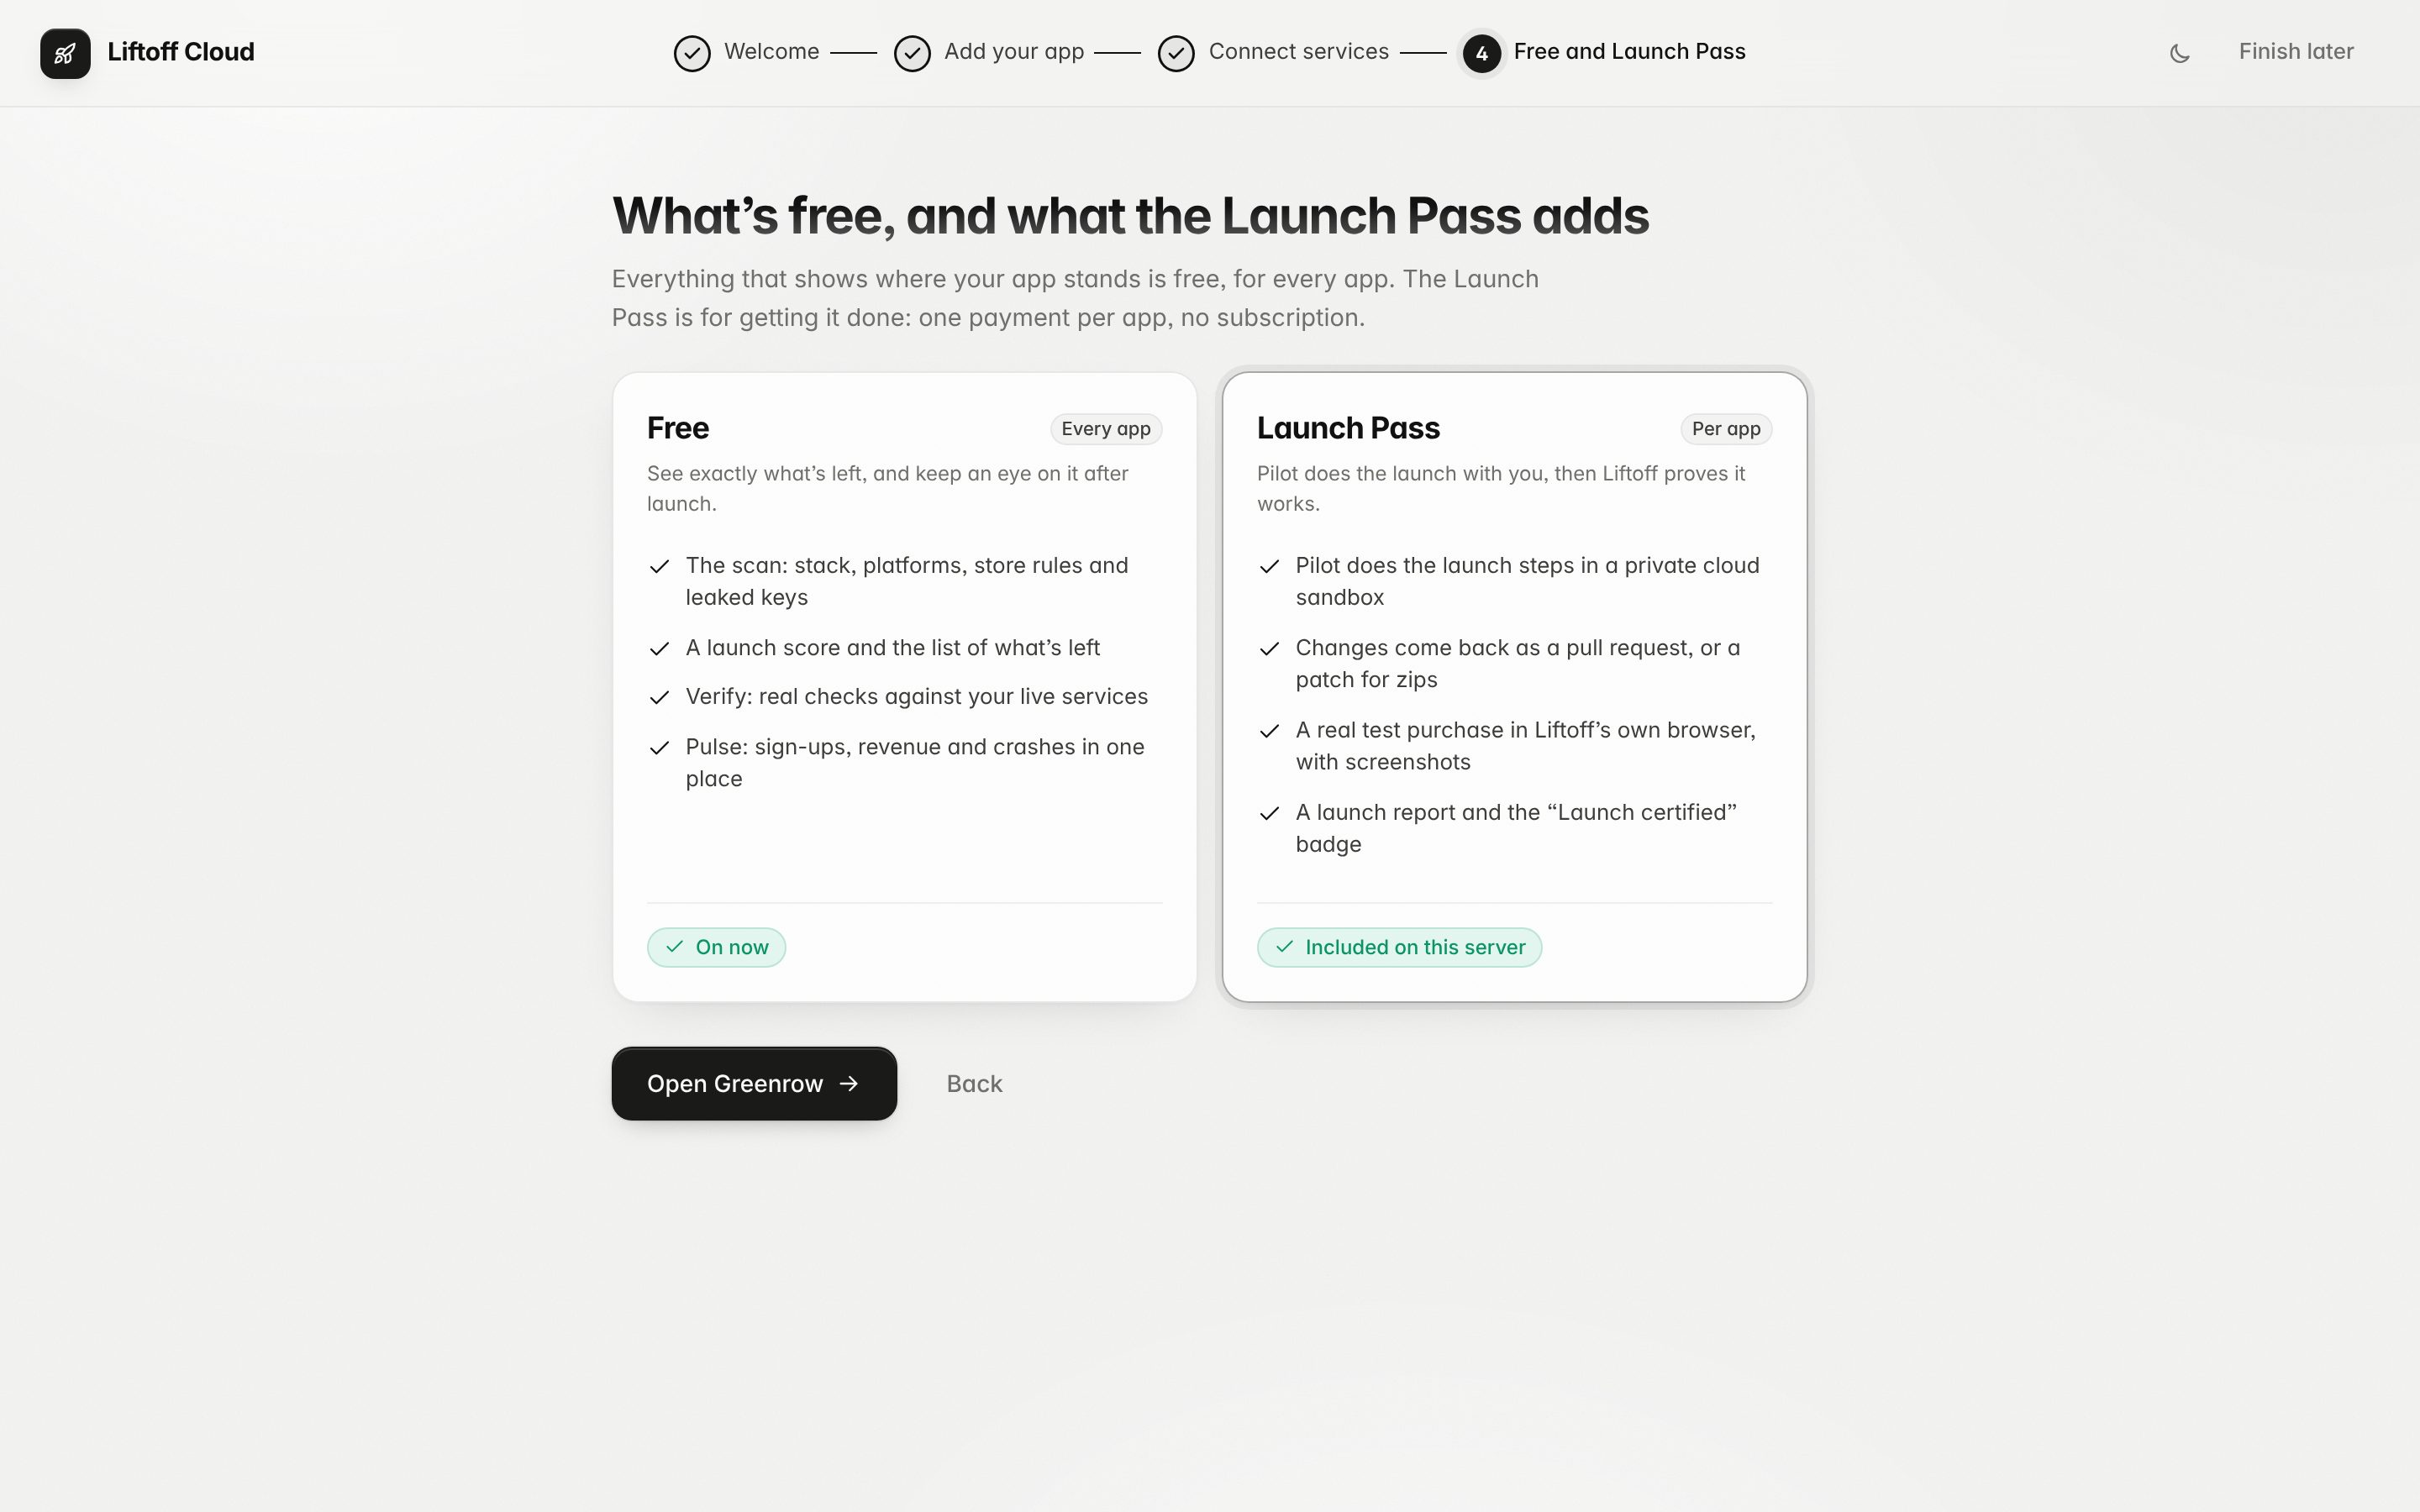 Liftoff Cloud
Welcome
Add your app
Connect services
4
Free and Launch Pass
Finish later
What’s free, and what the Launch Pass adds
Everything that shows where your app stands is free, for every app. The Launch
Pass is for getting it done: one payment per app, no subscription.
Free
Every app
See exactly what’s left, and keep an eye on it after
launch.
The scan: stack, platforms, store rules and
leaked keys
A launch score and the list of what’s left
Verify: real checks against your live services
Pulse: sign-ups, revenue and crashes in one
place
On now
Launch Pass
Per app
Pilot does the launch with you, then Liftoff proves it
works.
Pilot does the launch steps in a private cloud
sandbox
Changes come back as a pull request, or a
patch for zips
A real test purchase in Liftoff’s own browser,
with screenshots
A launch report and the “Launch certified”
badge
Included on this server
Open Greenrow
Back